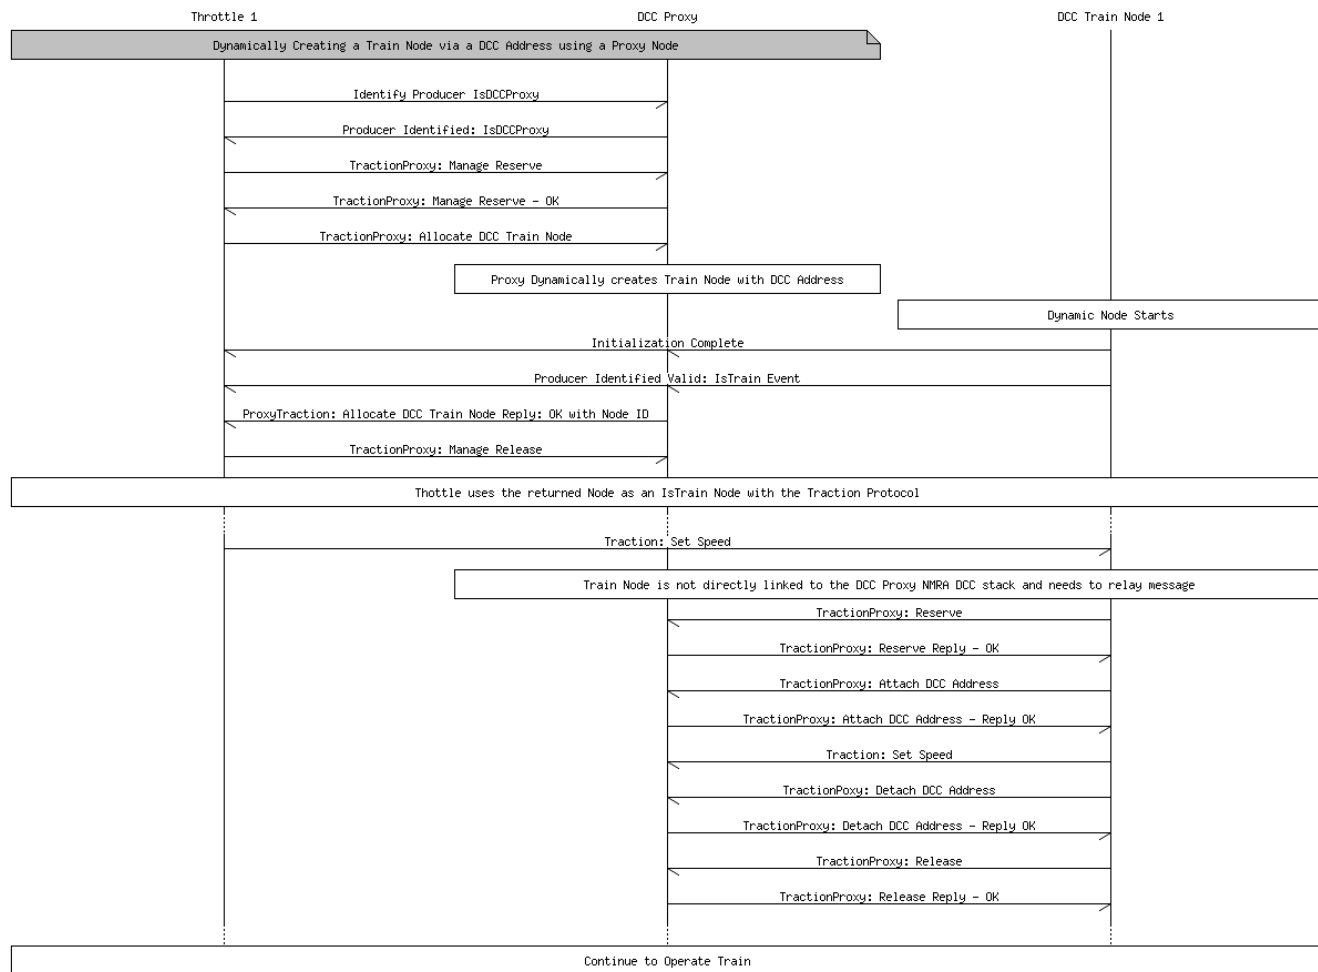 Throttle 1
DCC Proxy
DCC Train Node 1
Dynamically Creating a Train Node via a DCC Address using a Proxy Node
Identify Producer IsDCCProxy
Producer Identified: IsDCCProxy
TractionProxy: Manage Reserve
TractionProxy: Manage Reserve - OK
TractionProxy: Allocate DCC Train Node
Proxy Dynamically creates Train Node with DCC Address
Dynamic Node Starts
Initialization Complete
Producer Identified Valid: IsTrain Event
ProxyTraction: Allocate DCC Train Node Reply: OK with Node ID
TractionProxy: Manage Release
Thottle uses the returned Node as an IsTrain Node with the Traction Protocol
Traction: Set Speed
Train Node is not directly linked to the DCC Proxy NMRA DCC stack and needs to relay message
TractionProxy: Reserve
TractionProxy: Reserve Reply - OK
TractionProxy: Attach DCC Address
TractionProxy: Attach DCC Address - Reply OK
Traction: Set Speed
TractionPoxy: Detach DCC Address
TractionProxy: Detach DCC Address - Reply OK
TractionProxy: Release
TractionProxy: Release Reply - OK
Continue to Operate Train